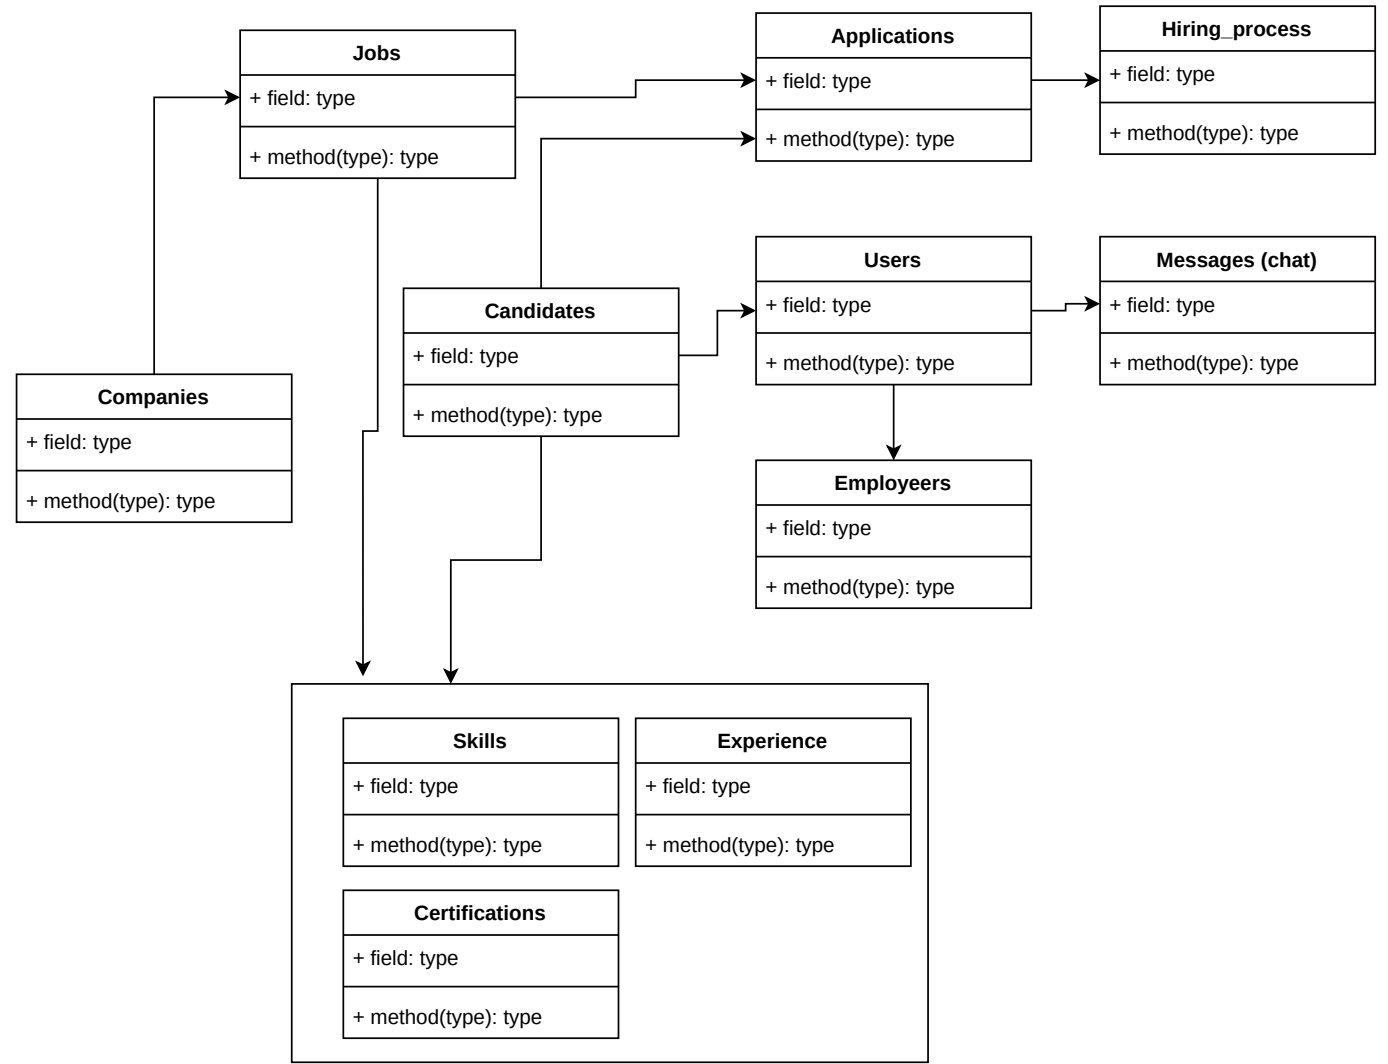 Jobs
+ field: type
+ method(type): type
Applications
+ field: type
+ method(type): type
Hiring_process
+ field: type
+ method(type): type
Candidates
+ field: type
+ method(type): type
Users
+ field: type
+ method(type): type
Messages (chat)
+ field: type
+ method(type): type
Companies
+ field: type
+ method(type): type
Employeers
+ field: type
+ method(type): type
Skills
+ field: type
+ method(type): type
Experience
+ field: type
+ method(type): type
Certifications
+ field: type
+ method(type): type